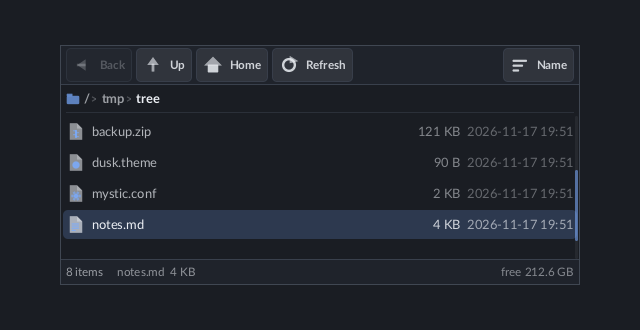 Back Up Home Refresh Name
/ > tmp > tree
backup.zip 121 KB 2026-11-17 19:51
dusk.theme 90 B 2026-11-17 19:51
mystic.conf 2 KB 2026-11-17 19:51
notes.md 4 KB 2026-11-17 19:51
8 items notes.md 4 KB free 212.6 GB